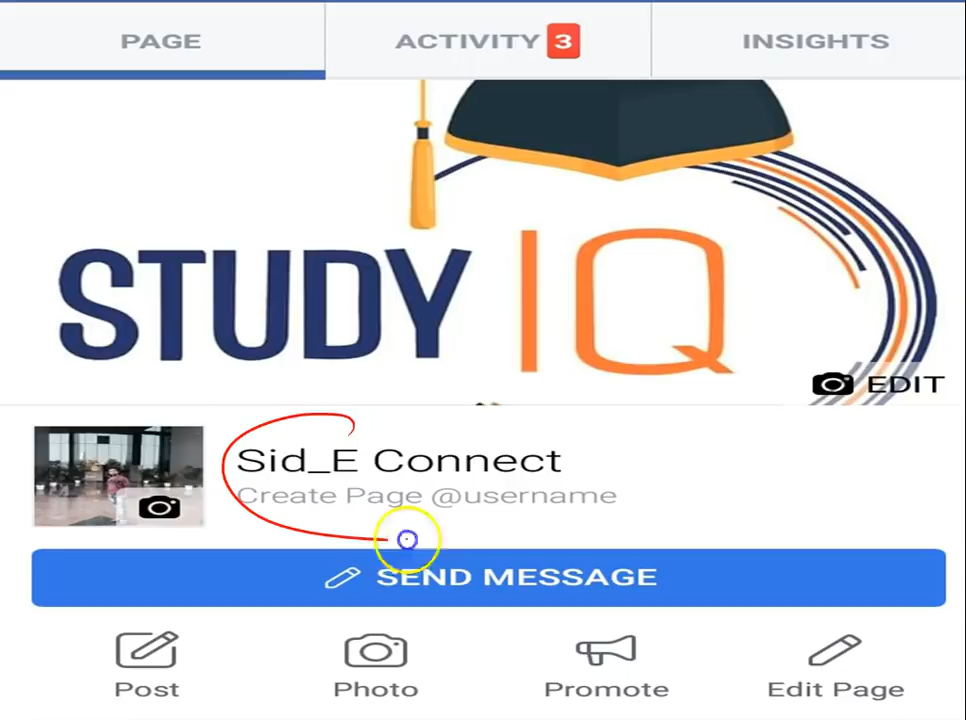 PAGE
ACTIVITY 3
INSIGHTS
STUDY IQ
EDIT
Sid_E Connect
Create Page @username
SEND MESSAGE
Post
Photo
Promote
Edit Page